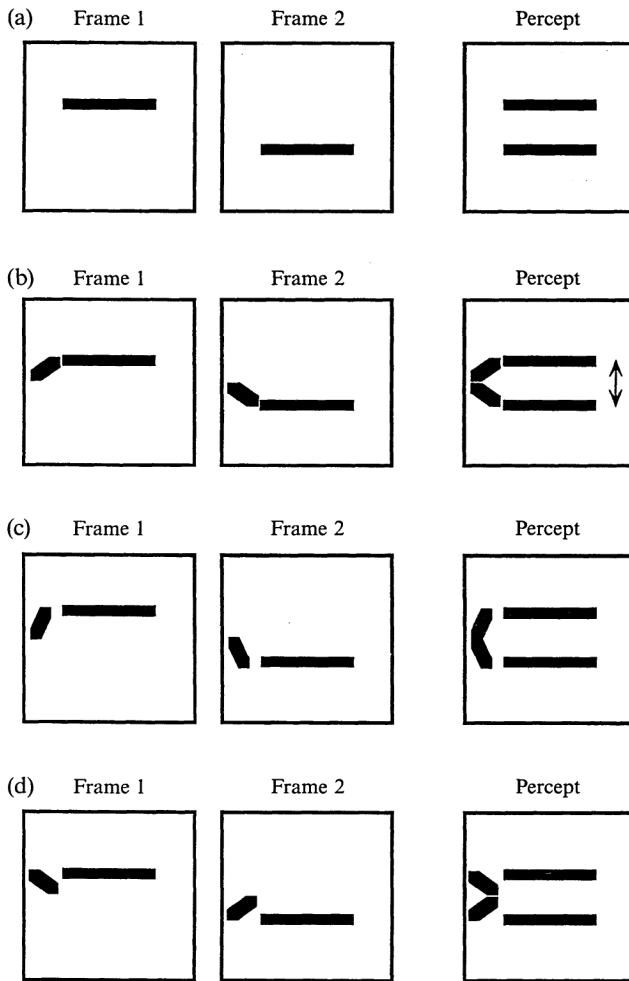 (a) Frame 1 Frame 2 Percept
(b) Frame 1 Frame 2 Percept
(c) Frame 1 Frame 2 Percept
(d) Frame 1 Frame 2 Percept